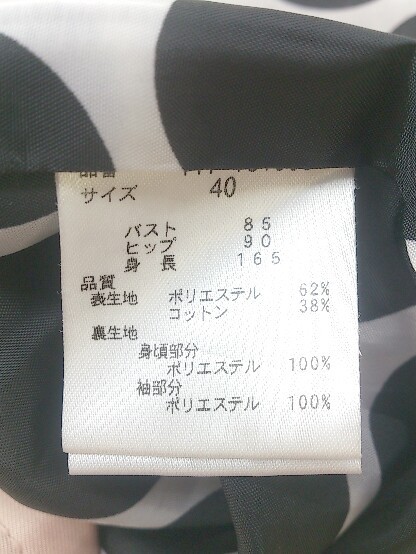 サイズ 40
バスト 85
ヒップ 90
身長 165
品質
表生地 ポリエステル 62%
コットン 38%
裏生地
身頃部分
ポリエステル 100%
袖部分
ポリエステル 100%